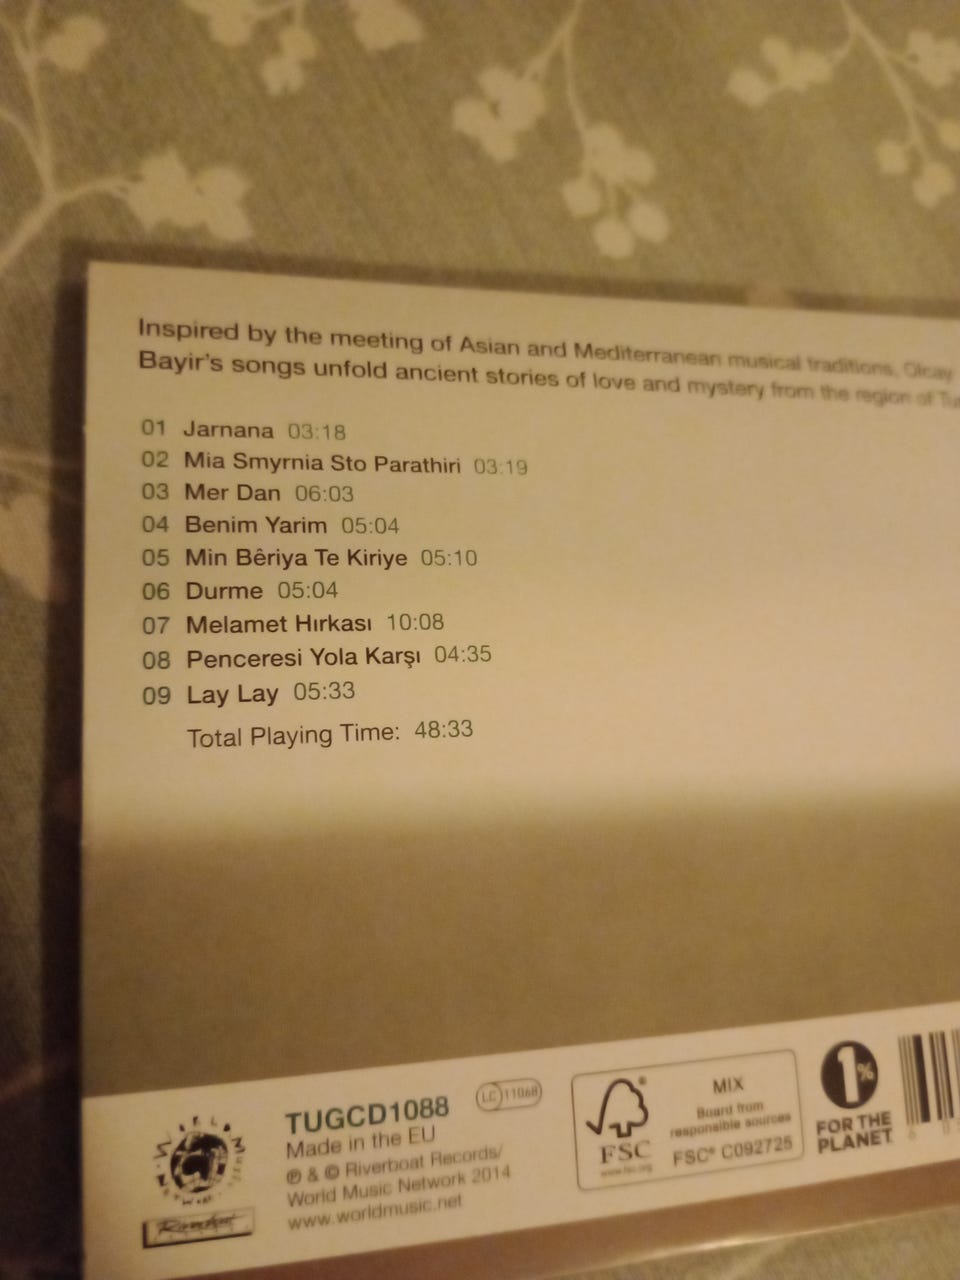 Inspired by the meeting of Asian and Mediterranean musical traditions, Olcay
Bayir's songs unfold ancient stories of love and mystery from the region of Tu
01 Jarnana 03:18
02 Mia Smyrnia Sto Parathiri 03:19
03 Mer Dan 06:03
04 Benim Yarim 05:04
05 Min Bêriya Te Kiriye 05:10
06 Durme 05:04
07 Melamet Hırkası 10:08
08 Penceresi Yola Karşı 04:35
09 Lay Lay 05:33
Total Playing Time: 48:33
TUGCD1088
LC 11068
Made in the EU
℗ & © Riverboat Records/
World Music Network 2014
www.worldmusic.net
FSC
www.fsc.org
MIX
Board from
responsible sources
FSC® C092725
1%
FOR THE
PLANET